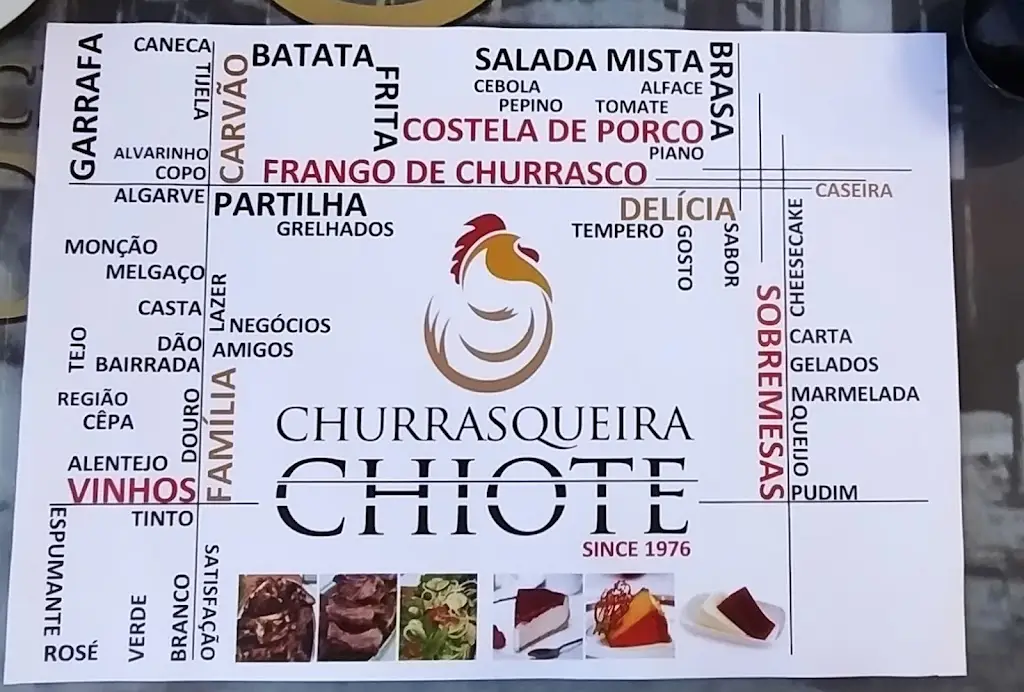 GARRAFA
CANECA
TIJELA
CARVÃO
BATATA
FRITA
SALADA MISTA
CEBOLA
ALFACE
PEPINO
TOMATE
BRASA
COSTELA DE PORCO
PIANO
FRANGO DE CHURRASCO
ALVARINHO
COPO
ALGARVE
PARTILHA
GRELHADOS
DELÍCIA
TEMPERO
GOSTO
SABOR
CASEIRA
CHEESECAKE
MONÇÃO
MELGAÇO
CASTA
LAZER
NEGÓCIOS
AMIGOS
TEJO
DÃO
BAIRRADA
REGIÃO
CÊPA
DOURO
FAMÍLIA
ALENTEJO
VINHOS
TINTO
ESPUMANTE
ROSÉ
VERDE
BRANCO
SATISFAÇÃO
SOBREMESAS
CARTA
GELADOS
MARMELADA
QUEIJO
PUDIM
CHURRASQUEIRA
CHIOTE
SINCE 1976